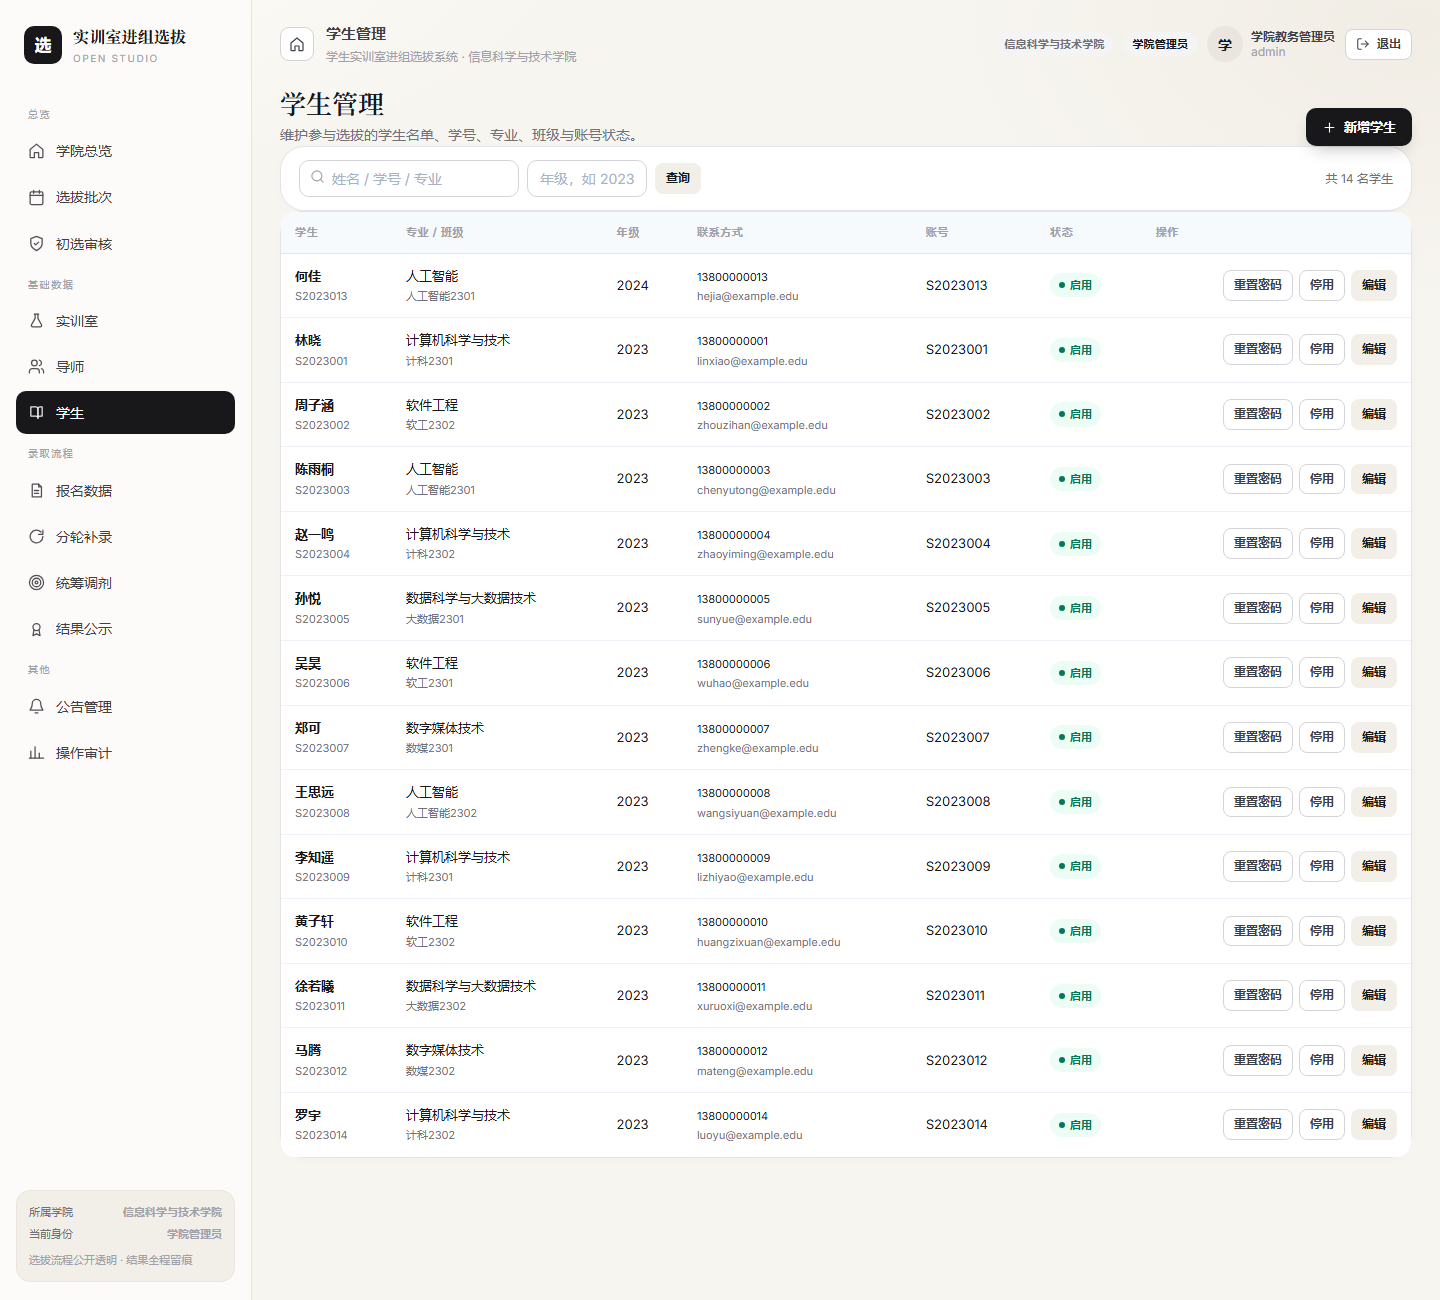 选
实训室进组选拔
OPEN STUDIO
总览
学院总览
选拔批次
初选审核
基础数据
实训室
导师
学生
录取流程
报名数据
分轮补录
统筹调剂
结果公示
其他
公告管理
操作审计
所属学院 信息科学与技术学院
当前身份 学院管理员
选拔流程公开透明 · 结果全程留痕
学生管理
学生实训室进组选拔系统 · 信息科学与技术学院
信息科学与技术学院 学院管理员 学 学院教务管理员
admin
退出
学生管理
维护参与选拔的学生名单、学号、专业、班级与账号状态。
新增学生
姓名 / 学号 / 专业 年级，如 2023 查询 共 14 名学生
学生 专业 / 班级 年级 联系方式 账号 状态 操作
何佳 人工智能 2024 13800000013 S2023013 启用 重置密码 停用 编辑
S2023013 人工智能2301 hejia@example.edu
林晓 计算机科学与技术 2023 13800000001 S2023001 启用 重置密码 停用 编辑
S2023001 计科2301 linxiao@example.edu
周子涵 软件工程 2023 13800000002 S2023002 启用 重置密码 停用 编辑
S2023002 软工2302 zhouzihan@example.edu
陈雨桐 人工智能 2023 13800000003 S2023003 启用 重置密码 停用 编辑
S2023003 人工智能2301 chenyutong@example.edu
赵一鸣 计算机科学与技术 2023 13800000004 S2023004 启用 重置密码 停用 编辑
S2023004 计科2302 zhaoyiming@example.edu
孙悦 数据科学与大数据技术 2023 13800000005 S2023005 启用 重置密码 停用 编辑
S2023005 大数据2301 sunyue@example.edu
吴昊 软件工程 2023 13800000006 S2023006 启用 重置密码 停用 编辑
S2023006 软工2301 wuhao@example.edu
郑可 数字媒体技术 2023 13800000007 S2023007 启用 重置密码 停用 编辑
S2023007 数媒2301 zhengke@example.edu
王思远 人工智能 2023 13800000008 S2023008 启用 重置密码 停用 编辑
S2023008 人工智能2302 wangsiyuan@example.edu
李知遥 计算机科学与技术 2023 13800000009 S2023009 启用 重置密码 停用 编辑
S2023009 计科2301 lizhiyao@example.edu
黄子轩 软件工程 2023 13800000010 S2023010 启用 重置密码 停用 编辑
S2023010 软工2302 huangzixuan@example.edu
徐若曦 数据科学与大数据技术 2023 13800000011 S2023011 启用 重置密码 停用 编辑
S2023011 大数据2302 xuruoxi@example.edu
马腾 数字媒体技术 2023 13800000012 S2023012 启用 重置密码 停用 编辑
S2023012 数媒2302 mateng@example.edu
罗宇 计算机科学与技术 2023 13800000014 S2023014 启用 重置密码 停用 编辑
S2023014 计科2302 luoyu@example.edu